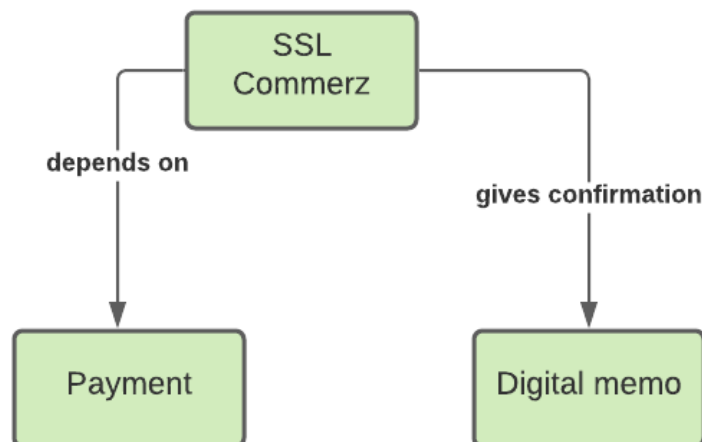 SSL
Commerz
depends on
gives confirmation
Payment
Digital memo